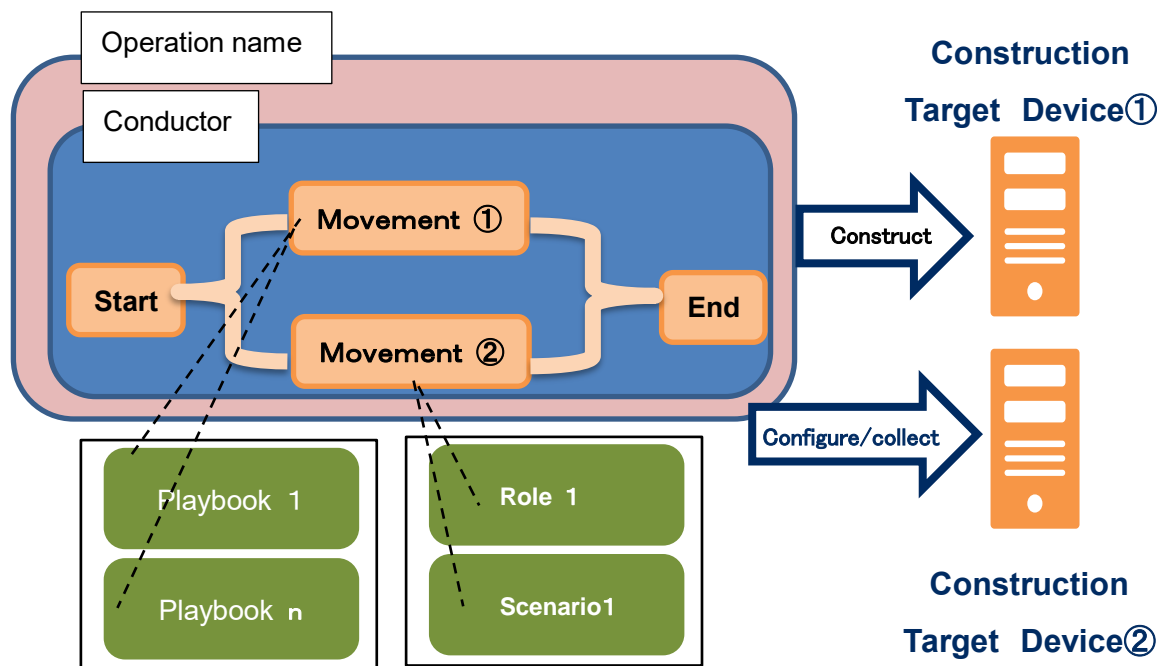 Operation name
Conductor
Start
Movement ①
Movement ②
End
Playbook 1
Playbook n
Role 1
Scenario1
Construct
Configure/collect
Construction
Target Device①
Construction
Target Device②